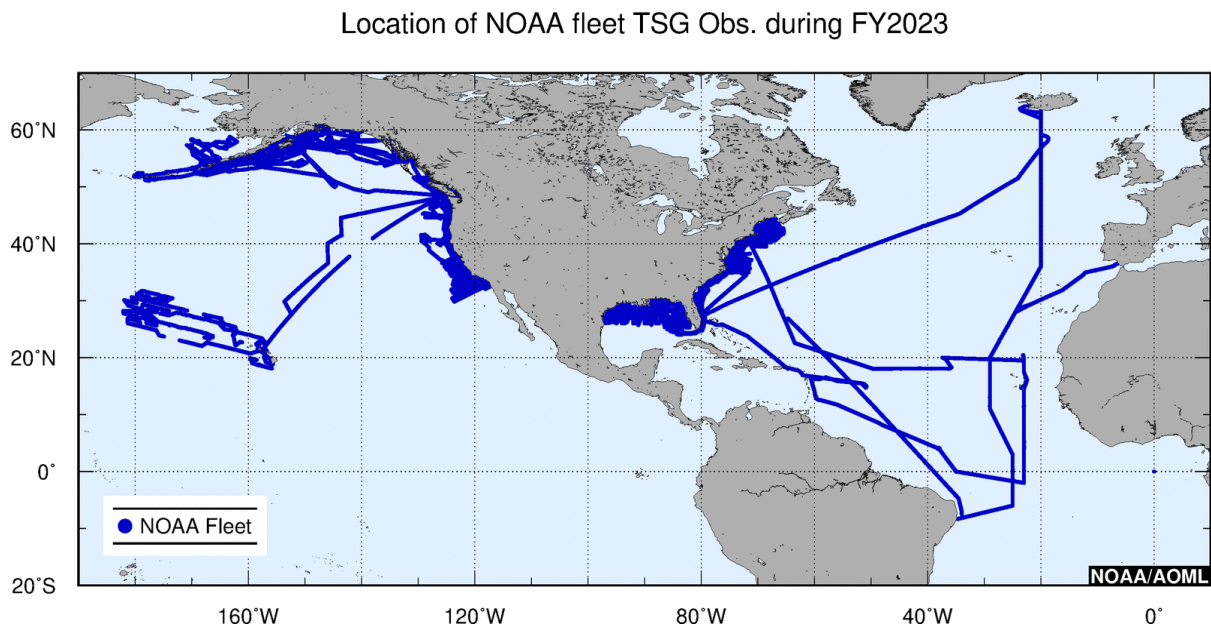 Location of NOAA fleet TSG Obs. during FY2023
60°N
40°N
20°N
0°
20°S
NOAA Fleet
NOAA/AOML
160°W
120°W
80°W
40°W
0°